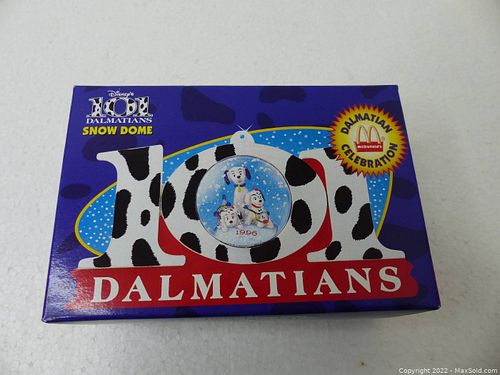 Disney's
101
DALMATIANS
SNOW DOME
DALMATIAN
McDonald's
CELEBRATION
101
1996
DALMATIANS
Copyright 2022 - MaxSold.com